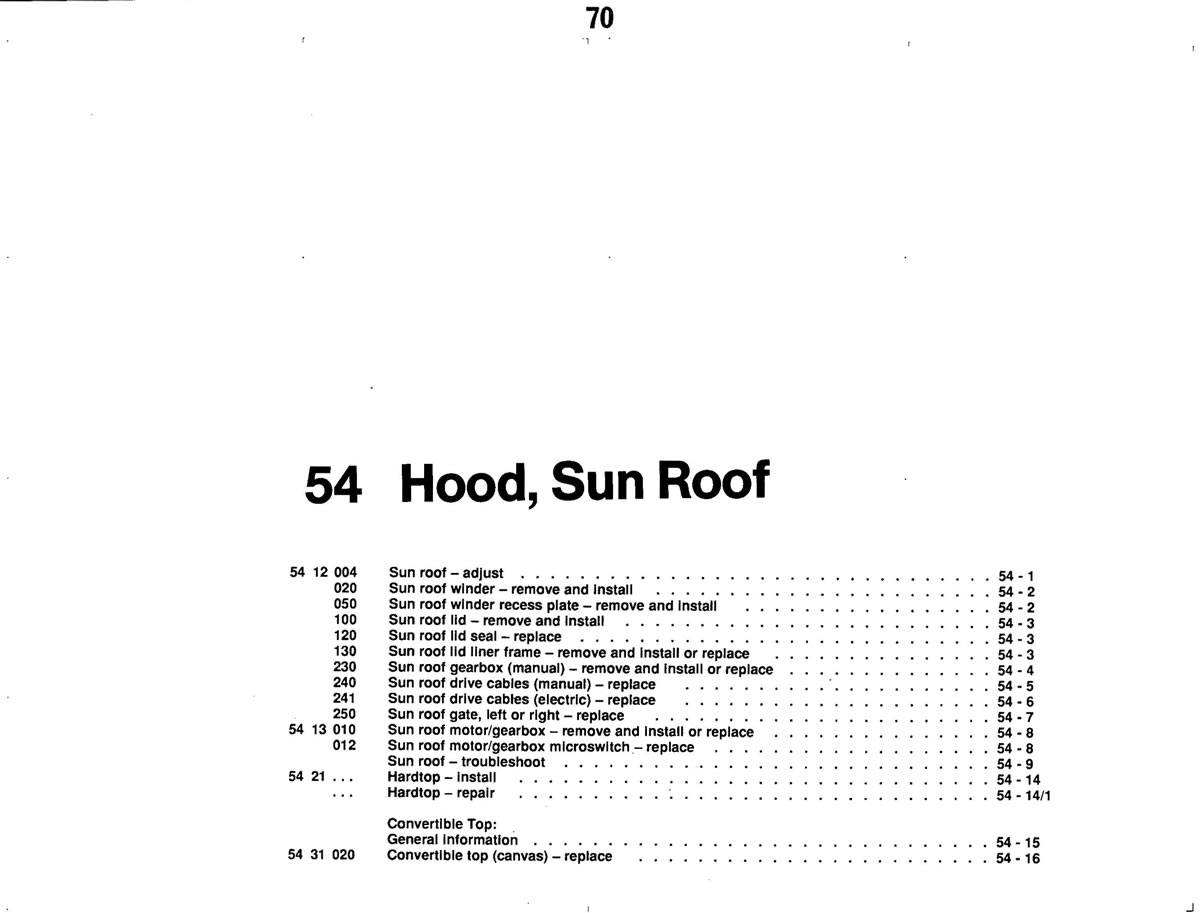 70
54 Hood, Sun Roof
54 12 004 Sun roof – adjust . . . . . . . . . . . . . . . . . . . . . . . . . . . . . . . . 54 - 1
020 Sun roof winder – remove and install . . . . . . . . . . . . . . . . . . . . . . . 54 - 2
050 Sun roof winder recess plate – remove and install . . . . . . . . . . . . . . . . . 54 - 2
100 Sun roof lid – remove and install . . . . . . . . . . . . . . . . . . . . . . . . . 54 - 3
120 Sun roof lid seal – replace . . . . . . . . . . . . . . . . . . . . . . . . . . . . 54 - 3
130 Sun roof lid liner frame – remove and install or replace . . . . . . . . . . . . . . . 54 - 3
230 Sun roof gearbox (manual) – remove and install or replace . . . . . . . . . . . . . . 54 - 4
240 Sun roof drive cables (manual) – replace . . . . . . . . . . . . . . . . . . . . . 54 - 5
241 Sun roof drive cables (electric) – replace . . . . . . . . . . . . . . . . . . . . . 54 - 6
250 Sun roof gate, left or right – replace . . . . . . . . . . . . . . . . . . . . . . . 54 - 7
54 13 010 Sun roof motor/gearbox – remove and install or replace . . . . . . . . . . . . . . . 54 - 8
012 Sun roof motor/gearbox microswitch – replace . . . . . . . . . . . . . . . . . . . 54 - 8
Sun roof – troubleshoot . . . . . . . . . . . . . . . . . . . . . . . . . . . . . 54 - 9
54 21 . . . Hardtop – install . . . . . . . . . . . . . . . . . . . . . . . . . . . . . . . . 54 - 14
. . . Hardtop – repair . . . . . . . . . . . . . . . . . . . . . . . . . . . . . . . . 54 - 14/1
Convertible Top:
General information . . . . . . . . . . . . . . . . . . . . . . . . . . . . . . . 54 - 15
54 31 020 Convertible top (canvas) – replace . . . . . . . . . . . . . . . . . . . . . . . . 54 - 16